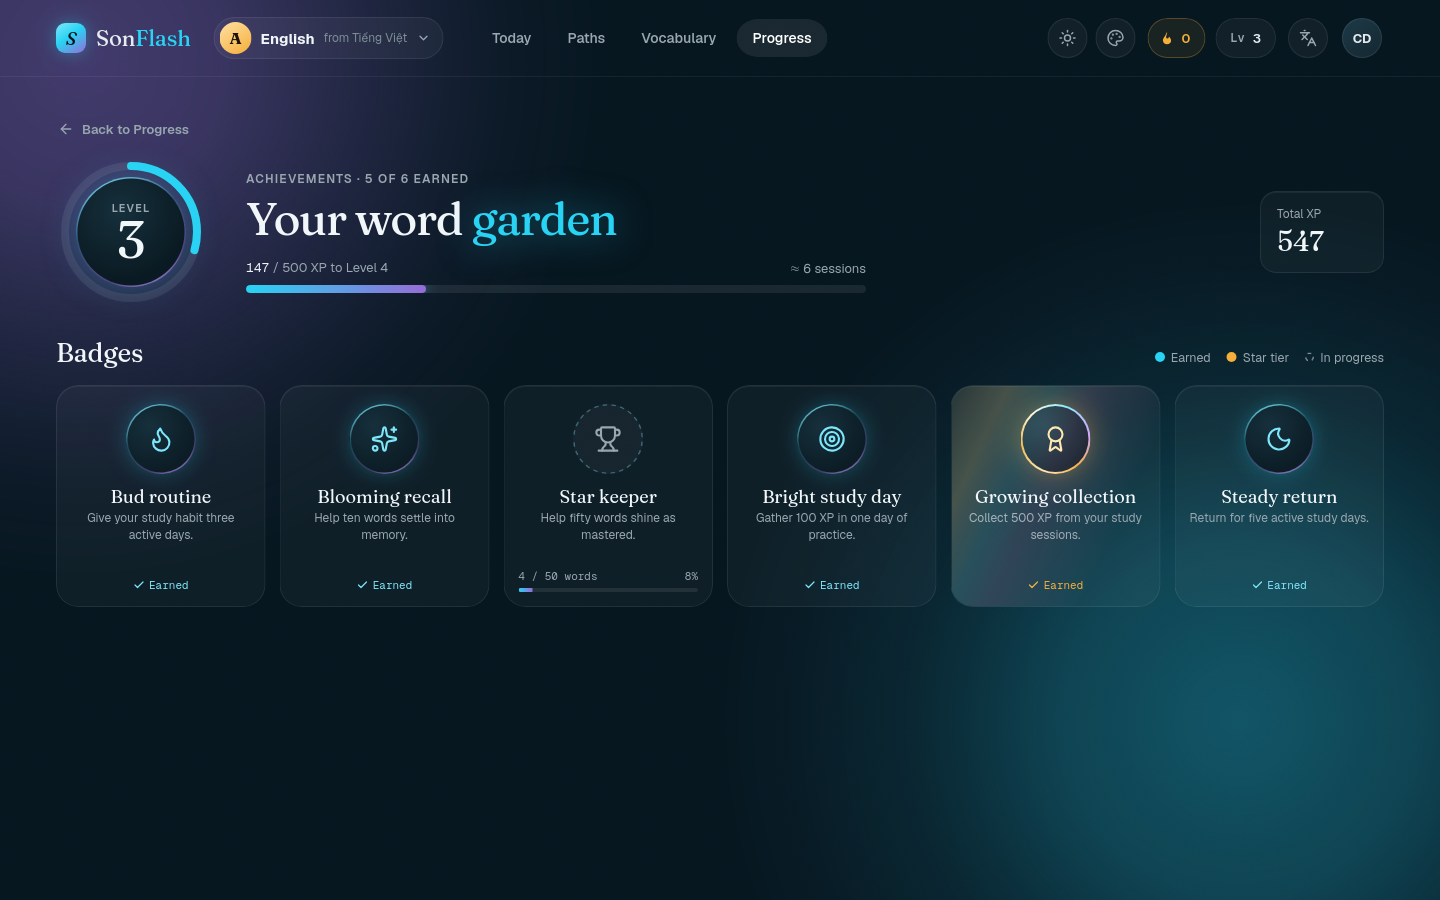 S SonFlash
A English from Tiếng Việt
Today
Paths
Vocabulary
Progress
0
Lv 3
CD
Back to Progress
LEVEL
3
ACHIEVEMENTS · 5 OF 6 EARNED
Your word garden
147 / 500 XP to Level 4
≈ 6 sessions
Total XP
547
Badges
Earned
Star tier
In progress
Bud routine
Give your study habit three
active days.
Earned
Blooming recall
Help ten words settle into
memory.
Earned
Star keeper
Help fifty words shine as
mastered.
4 / 50 words 8%
Bright study day
Gather 100 XP in one day of
practice.
Earned
Growing collection
Collect 500 XP from your study
sessions.
Earned
Steady return
Return for five active study days.
Earned